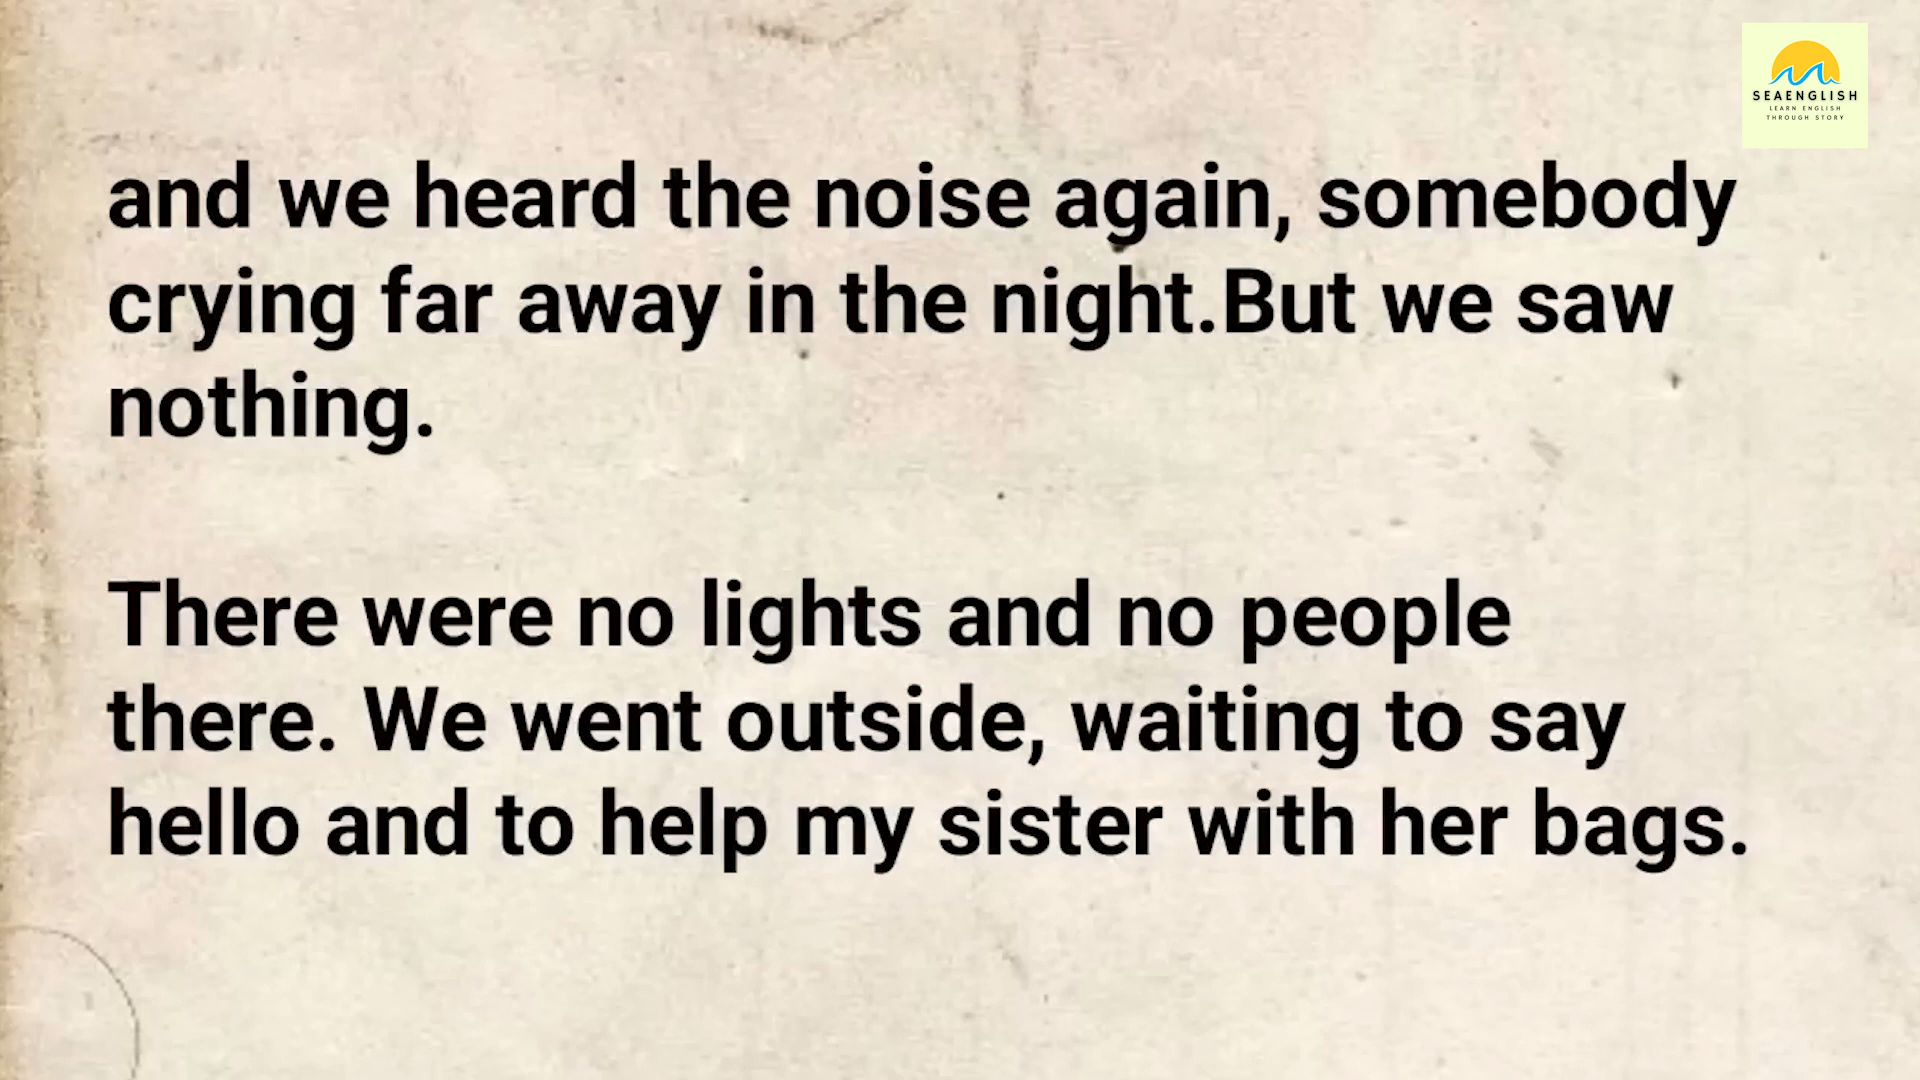 SEAENGLISH
LEARN ENGLISH
THROUGH STORY
and we heard the noise again, somebody
crying far away in the night.But we saw
nothing.
There were no lights and no people
there. We went outside, waiting to say
hello and to help my sister with her bags.